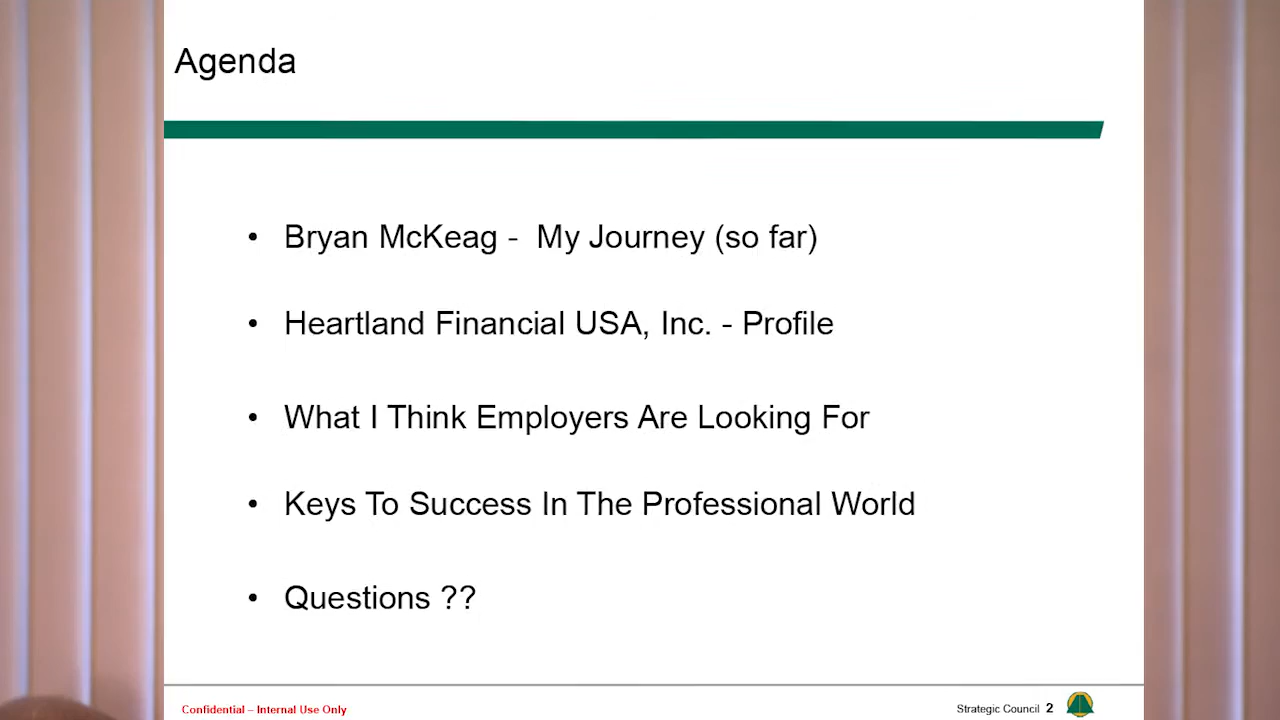 Agenda
• Bryan McKeag -  My Journey (so far)
• Heartland Financial USA, Inc. - Profile
• What I Think Employers Are Looking For
• Keys To Success In The Professional World
• Questions ??
Confidential – Internal Use Only
Strategic Council 2